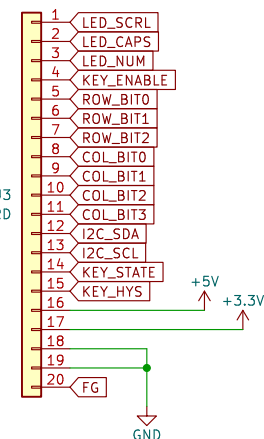 1 LED_SCRL
2 LED_CAPS
3 LED_NUM
4 KEY_ENABLE
5 ROW_BIT0
6 ROW_BIT1
7 ROW_BIT2
8 COL_BIT0
9 COL_BIT1
10 COL_BIT2
11 COL_BIT3
12 I2C_SDA
13 I2C_SCL
14 KEY_STATE
15 KEY_HYS
16 +5V
17 +3.3V
18
19
20 FG
GND